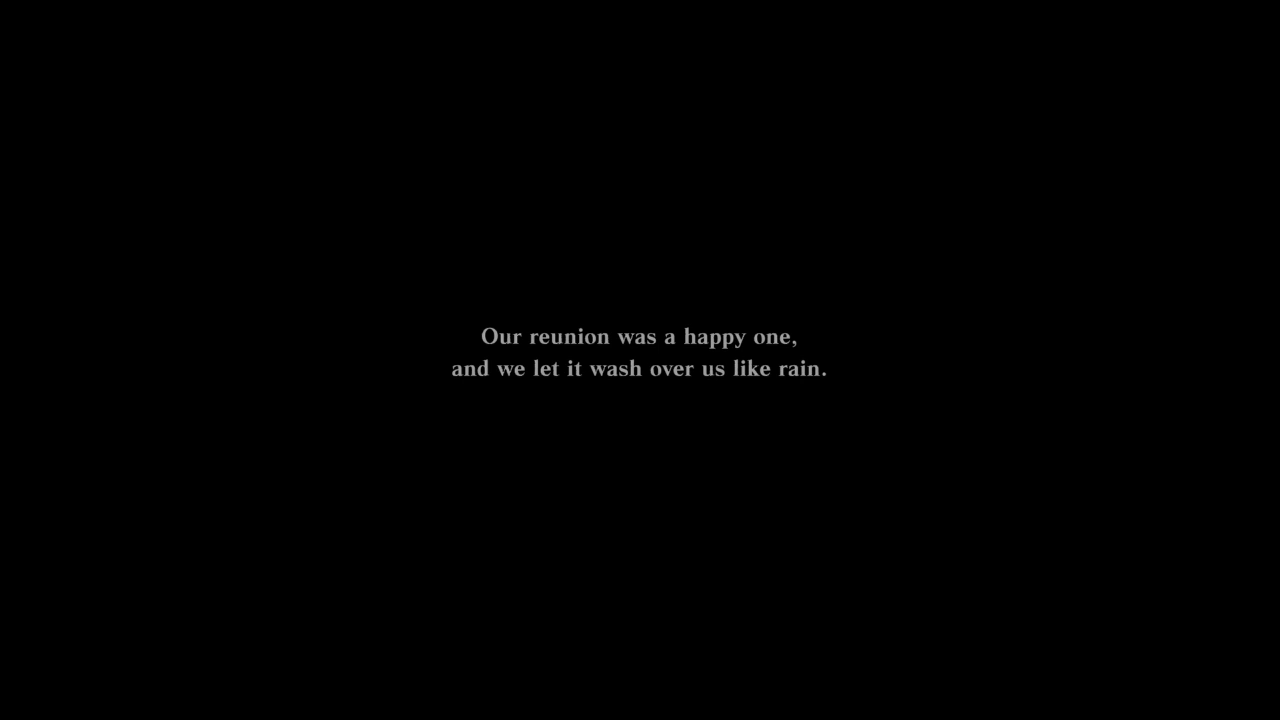 Our reunion was a happy one,
and we let it wash over us like rain.